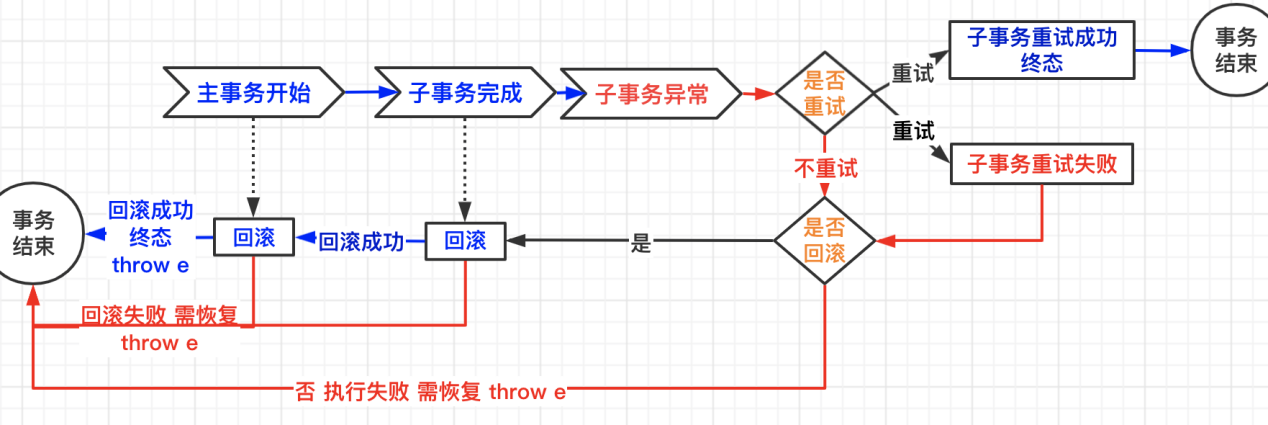 子事务重试成功
终态
事务
结束
主事务开始
子事务完成
子事务异常
是否
重试
重试
重试
子事务重试失败
不重试
事务
结束
回滚成功
终态
throw e
回滚
回滚成功
回滚
是
是否
回滚
回滚失败 需恢复
throw e
否 执行失败 需恢复 throw e